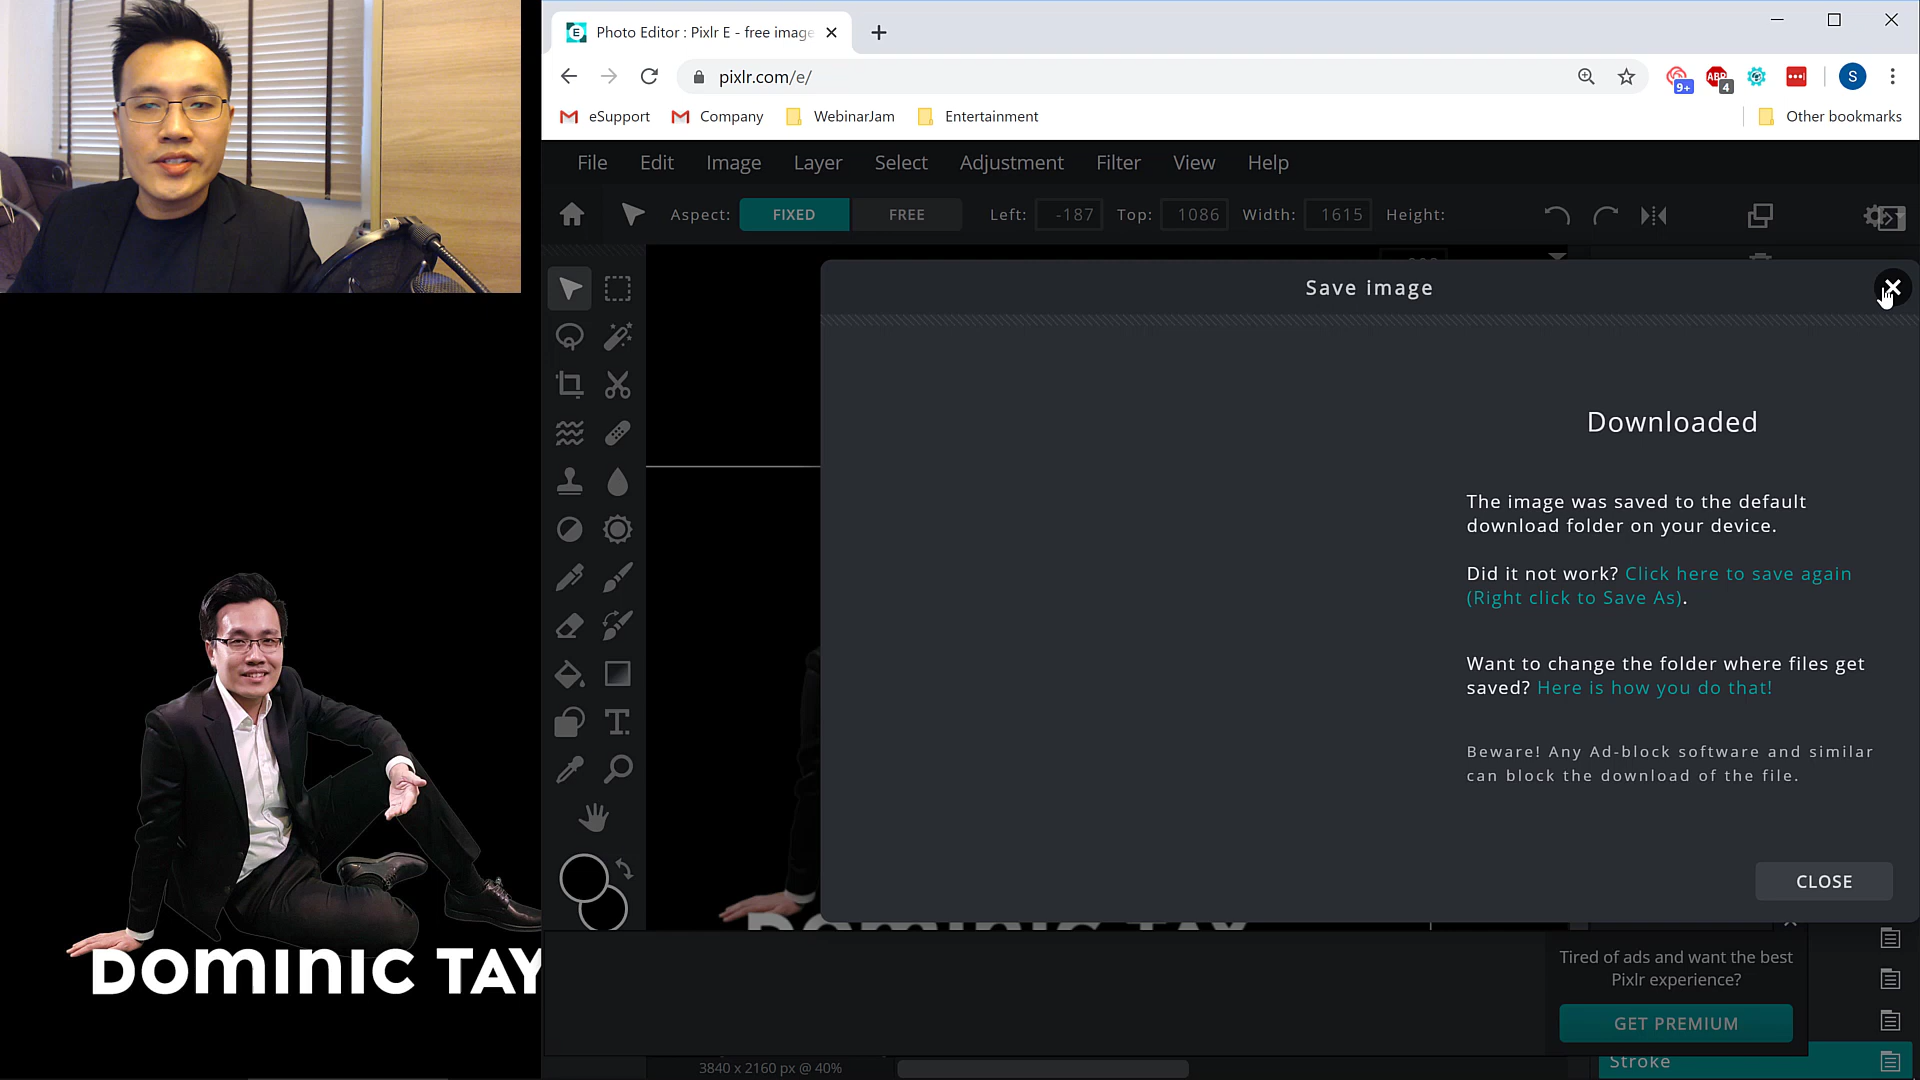 Photo Editor : Pixlr E - free image
pixlr.com/e/
9+
ABP
4
S
eSupport
Company
WebinarJam
Entertainment
Other bookmarks
File Edit Image Layer Select Adjustment Filter View Help
Aspect: FIXED FREE Left: -187 Top: 1086 Width: 1615 Height:
Save image
Downloaded
The image was saved to the default
download folder on your device.
Did it not work? Click here to save again
(Right click to Save As).
Want to change the folder where files get
saved? Here is how you do that!
Beware! Any Ad-block software and similar
can block the download of the file.
CLOSE
DOMINIC TAY
DOMINIC TAY
Tired of ads and want the best
Pixlr experience?
GET PREMIUM
3840 x 2160 px @ 40%
Stroke